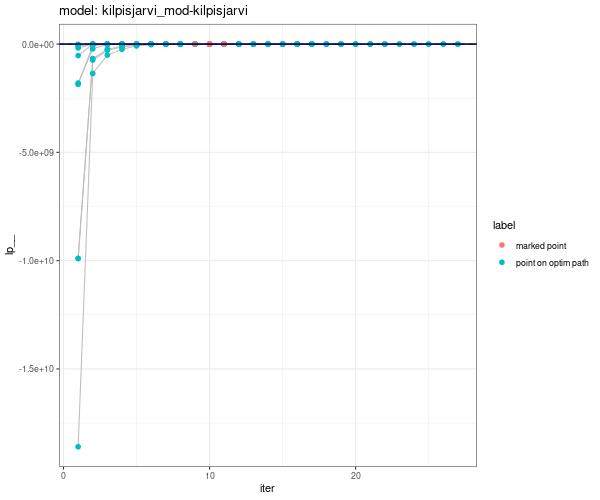 model: kilpisjarvi_mod-kilpisjarvi
0.0e+00
-5.0e+09
-1.0e+10
-1.5e+10
lp__
0 10 20
iter
label
marked point
point on optim path